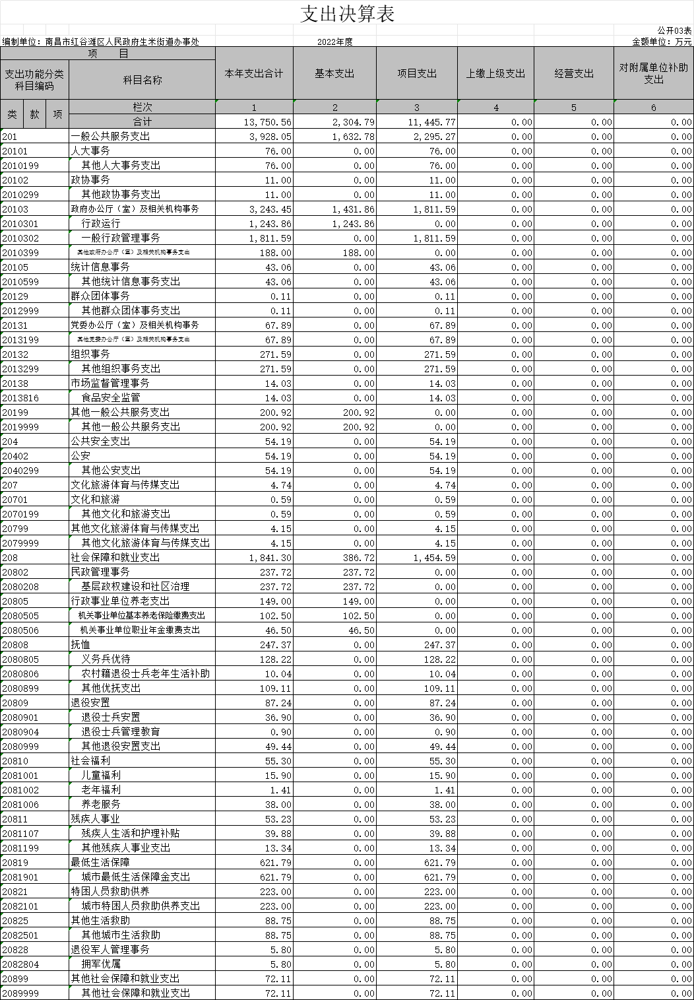 支出决算表
公开03表
编制单位：南昌市红谷滩区人民政府生米街道办事处 2022年度 金额单位：万元
项 目 本年支出合计 基本支出 项目支出 上缴上级支出 经营支出 对附属单位补助支出
支出功能分类科目编码 科目名称
类 款 项 栏次 1 2 3 4 5 6
合计 13,750.56 2,304.79 11,445.77 0.00 0.00 0.00
201 一般公共服务支出 3,928.05 1,632.78 2,295.27 0.00 0.00 0.00
20101 人大事务 76.00 0.00 76.00 0.00 0.00 0.00
2010199 其他人大事务支出 76.00 0.00 76.00 0.00 0.00 0.00
20102 政协事务 11.00 0.00 11.00 0.00 0.00 0.00
2010299 其他政协事务支出 11.00 0.00 11.00 0.00 0.00 0.00
20103 政府办公厅（室）及相关机构事务 3,243.45 1,431.86 1,811.59 0.00 0.00 0.00
2010301 行政运行 1,243.86 1,243.86 0.00 0.00 0.00 0.00
2010302 一般行政管理事务 1,811.59 0.00 1,811.59 0.00 0.00 0.00
2010399 其他政府办公厅（室）及相关机构事务支出 188.00 188.00 0.00 0.00 0.00 0.00
20105 统计信息事务 43.06 0.00 43.06 0.00 0.00 0.00
2010599 其他统计信息事务支出 43.06 0.00 43.06 0.00 0.00 0.00
20129 群众团体事务 0.11 0.00 0.11 0.00 0.00 0.00
2012999 其他群众团体事务支出 0.11 0.00 0.11 0.00 0.00 0.00
20131 党委办公厅（室）及相关机构事务 67.89 0.00 67.89 0.00 0.00 0.00
2013199 其他党委办公厅（室）及相关机构事务支出 67.89 0.00 67.89 0.00 0.00 0.00
20132 组织事务 271.59 0.00 271.59 0.00 0.00 0.00
2013299 其他组织事务支出 271.59 0.00 271.59 0.00 0.00 0.00
20138 市场监督管理事务 14.03 0.00 14.03 0.00 0.00 0.00
2013816 食品安全监管 14.03 0.00 14.03 0.00 0.00 0.00
20199 其他一般公共服务支出 200.92 200.92 0.00 0.00 0.00 0.00
2019999 其他一般公共服务支出 200.92 200.92 0.00 0.00 0.00 0.00
204 公共安全支出 54.19 0.00 54.19 0.00 0.00 0.00
20402 公安 54.19 0.00 54.19 0.00 0.00 0.00
2040299 其他公安支出 54.19 0.00 54.19 0.00 0.00 0.00
207 文化旅游体育与传媒支出 4.74 0.00 4.74 0.00 0.00 0.00
20701 文化和旅游 0.59 0.00 0.59 0.00 0.00 0.00
2070199 其他文化和旅游支出 0.59 0.00 0.59 0.00 0.00 0.00
20799 其他文化旅游体育与传媒支出 4.15 0.00 4.15 0.00 0.00 0.00
2079999 其他文化旅游体育与传媒支出 4.15 0.00 4.15 0.00 0.00 0.00
208 社会保障和就业支出 1,841.30 386.72 1,454.59 0.00 0.00 0.00
20802 民政管理事务 237.72 237.72 0.00 0.00 0.00 0.00
2080208 基层政权建设和社区治理 237.72 237.72 0.00 0.00 0.00 0.00
20805 行政事业单位养老支出 149.00 149.00 0.00 0.00 0.00 0.00
2080505 机关事业单位基本养老保险缴费支出 102.50 102.50 0.00 0.00 0.00 0.00
2080506 机关事业单位职业年金缴费支出 46.50 46.50 0.00 0.00 0.00 0.00
20808 抚恤 247.37 0.00 247.37 0.00 0.00 0.00
2080805 义务兵优待 128.22 0.00 128.22 0.00 0.00 0.00
2080806 农村籍退役士兵老年生活补助 10.04 0.00 10.04 0.00 0.00 0.00
2080899 其他优抚支出 109.11 0.00 109.11 0.00 0.00 0.00
20809 退役安置 87.24 0.00 87.24 0.00 0.00 0.00
2080901 退役士兵安置 36.90 0.00 36.90 0.00 0.00 0.00
2080904 退役士兵管理教育 0.90 0.00 0.90 0.00 0.00 0.00
2080999 其他退役安置支出 49.44 0.00 49.44 0.00 0.00 0.00
20810 社会福利 55.30 0.00 55.30 0.00 0.00 0.00
2081001 儿童福利 15.90 0.00 15.90 0.00 0.00 0.00
2081002 老年福利 1.41 0.00 1.41 0.00 0.00 0.00
2081006 养老服务 38.00 0.00 38.00 0.00 0.00 0.00
20811 残疾人事业 53.23 0.00 53.23 0.00 0.00 0.00
2081107 残疾人生活和护理补贴 39.88 0.00 39.88 0.00 0.00 0.00
2081199 其他残疾人事业支出 13.34 0.00 13.34 0.00 0.00 0.00
20819 最低生活保障 621.79 0.00 621.79 0.00 0.00 0.00
2081901 城市最低生活保障金支出 621.79 0.00 621.79 0.00 0.00 0.00
20821 特困人员救助供养 223.00 0.00 223.00 0.00 0.00 0.00
2082101 城市特困人员救助供养支出 223.00 0.00 223.00 0.00 0.00 0.00
20825 其他生活救助 88.75 0.00 88.75 0.00 0.00 0.00
2082501 其他城市生活救助 88.75 0.00 88.75 0.00 0.00 0.00
20828 退役军人管理事务 5.80 0.00 5.80 0.00 0.00 0.00
2082804 拥军优属 5.80 0.00 5.80 0.00 0.00 0.00
20899 其他社会保障和就业支出 72.11 0.00 72.11 0.00 0.00 0.00
2089999 其他社会保障和就业支出 72.11 0.00 72.11 0.00 0.00 0.00